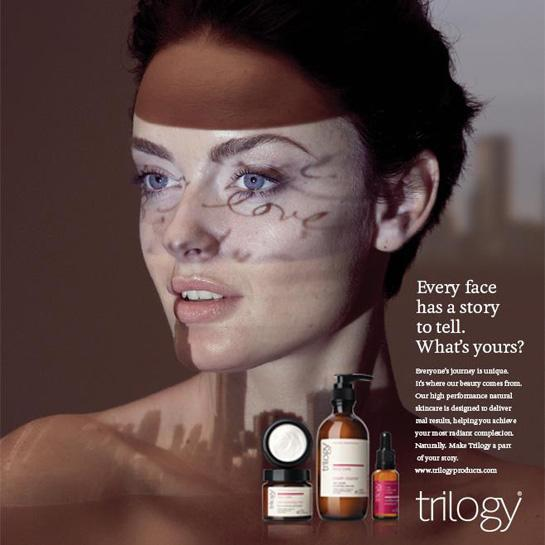 love
Every face
has a story
to tell.
What's yours?
Everyone's journey is unique.
It's where our beauty comes from.
Our high performance natural
skincare is designed to deliver
real results, helping you achieve
your most radiant complexion.
Naturally. Make Trilogy a part
of your story.
www.trilogyproducts.com
trilogy
trilogy®